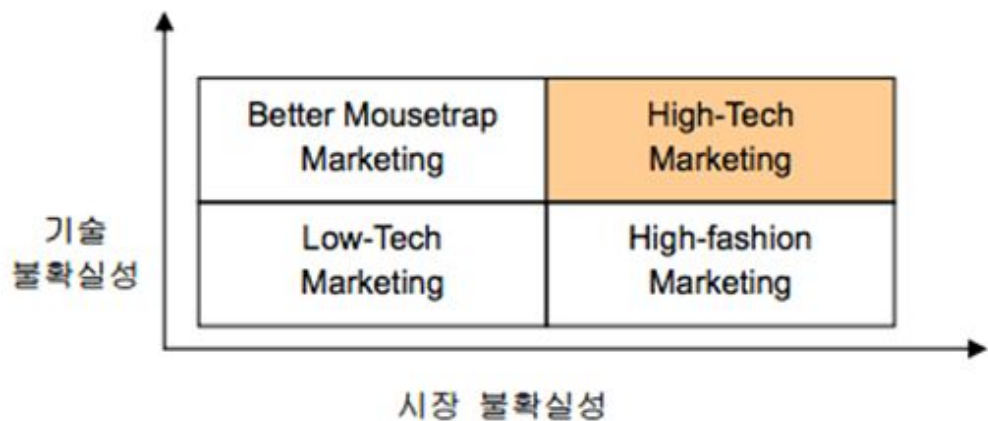 Better Mousetrap
Marketing
High-Tech
Marketing
기술
불확실성
Low-Tech
Marketing
High-fashion
Marketing
시장 불확실성